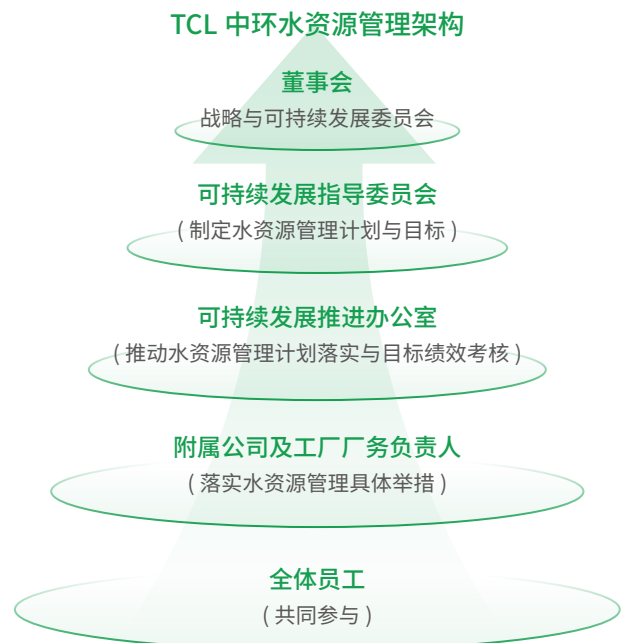 TCL 中环水资源管理架构
董事会
战略与可持续发展委员会
可持续发展指导委员会
( 制定水资源管理计划与目标 )
可持续发展推进办公室
( 推动水资源管理计划落实与目标绩效考核 )
附属公司及工厂厂务负责人
( 落实水资源管理具体举措 )
全体员工
( 共同参与 )